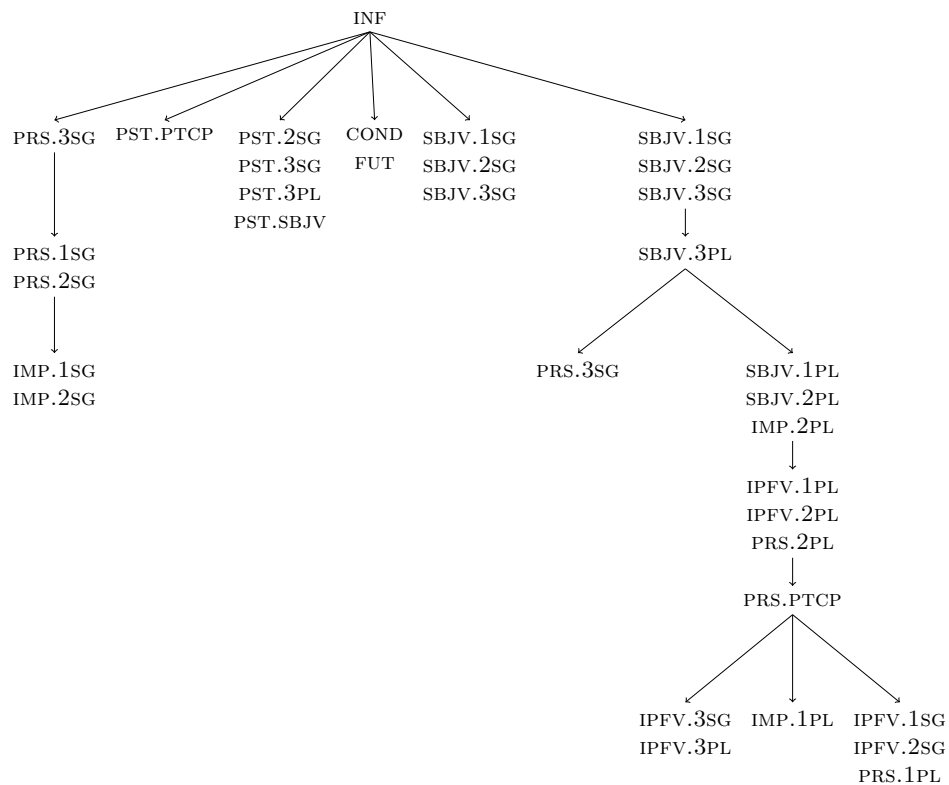 INF
PRS.3SG PST.PTCP PST.2SG COND SBJV.1SG SBJV.1SG
PST.3SG FUT SBJV.2SG SBJV.2SG
PST.3PL SBJV.3SG SBJV.3SG
PST.SBJV
PRS.1SG SBJV.3PL
PRS.2SG
IMP.1SG PRS.3SG SBJV.1PL
IMP.2SG SBJV.2PL
IMP.2PL
IPFV.1PL
IPFV.2PL
PRS.2PL
PRS.PTCP
IPFV.3SG IMP.1PL IPFV.1SG
IPFV.3PL IPFV.2SG
PRS.1PL